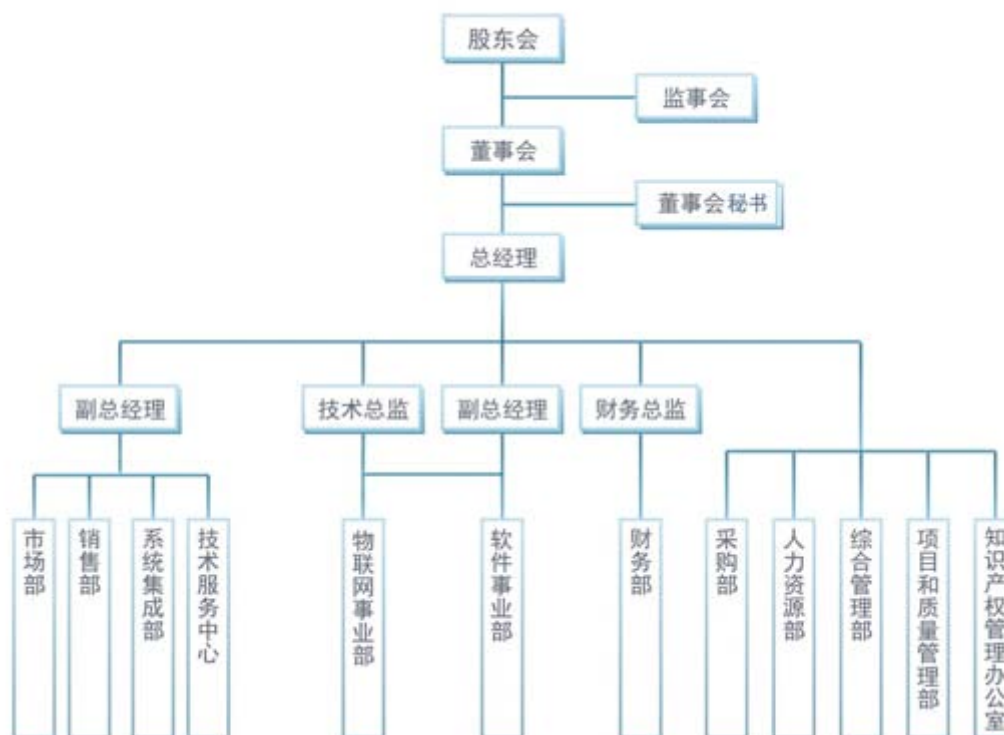 股东会
监事会
董事会
董事会秘书
总经理
副总经理
技术总监
副总经理
财务总监
市场部
销售部
系统集成部
技术服务中心
物联网事业部
软件事业部
财务部
采购部
人力资源部
综合管理部
项目和质量管理部
知识产权管理办公室